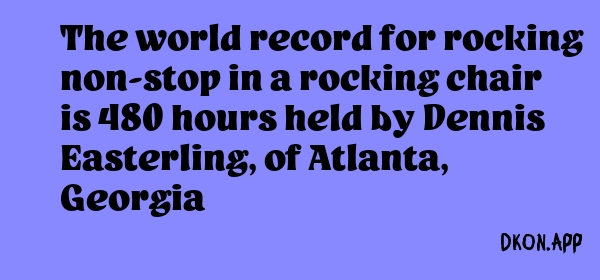 The world record for rocking
non-stop in a rocking chair
is 480 hours held by Dennis
Easterling, of Atlanta,
Georgia
DKON.APP